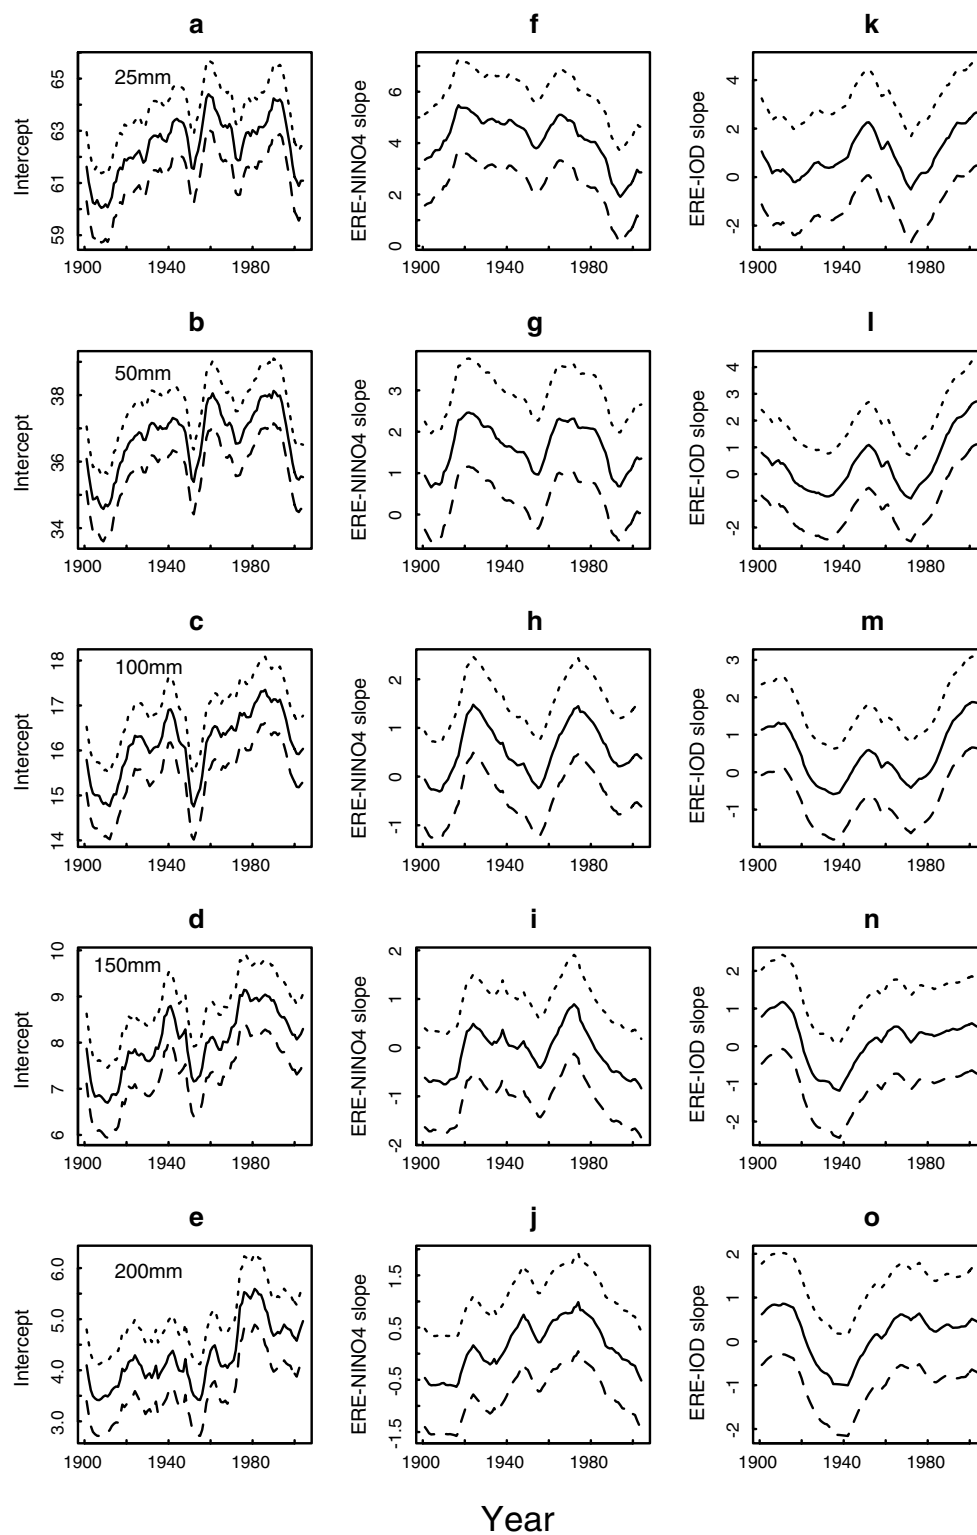 a
25mm
Intercept
65
63
61
59
1900 1940 1980
f
ERE-NINO4 slope
6
4
2
0
1900 1940 1980
k
ERE-IOD slope
4
2
0
-2
1900 1940 1980
b
50mm
Intercept
38
36
34
1900 1940 1980
g
ERE-NINO4 slope
3
2
1
0
1900 1940 1980
l
ERE-IOD slope
4
3
2
1
0
-2
1900 1940 1980
c
100mm
Intercept
18
17
16
15
14
1900 1940 1980
h
ERE-NINO4 slope
2
1
0
-1
1900 1940 1980
m
ERE-IOD slope
3
2
1
0
-1
1900 1940 1980
d
150mm
Intercept
10
9
8
7
6
1900 1940 1980
i
ERE-NINO4 slope
2
1
0
-1
-2
1900 1940 1980
n
ERE-IOD slope
2
1
0
-1
-2
1900 1940 1980
e
200mm
Intercept
6.0
5.0
4.0
3.0
1900 1940 1980
j
ERE-NINO4 slope
1.5
0.5
-0.5
-1.5
1900 1940 1980
o
ERE-IOD slope
2
1
0
-1
-2
1900 1940 1980
Year